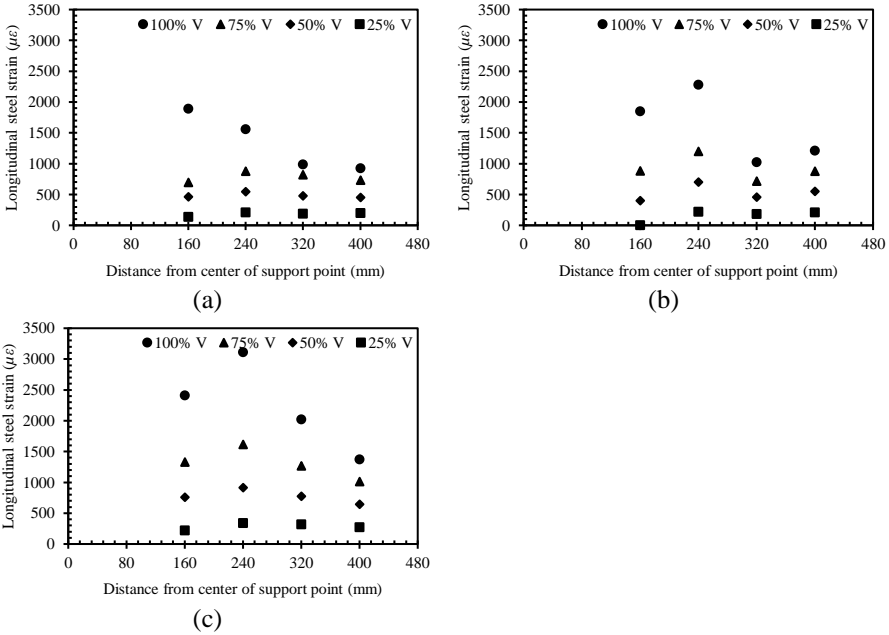 3500
● 100% V ▲ 75% V ◆ 50% V ■ 25% V
3000
2500
2000
1500
1000
500
0
0 80 160 240 320 400 480
Longitudinal steel strain (με)
Distance from center of support point (mm)
(a)
3500
● 100% V ▲ 75% V ◆ 50% V ■ 25% V
3000
2500
2000
1500
1000
500
0
0 80 160 240 320 400 480
Longitudinal steel strain (με)
Distance from center of support point (mm)
(b)
3500
● 100% V ▲ 75% V ◆ 50% V ■ 25% V
3000
2500
2000
1500
1000
500
0
0 80 160 240 320 400 480
Longitudinal steel strain (με)
Distance from center of support point (mm)
(c)